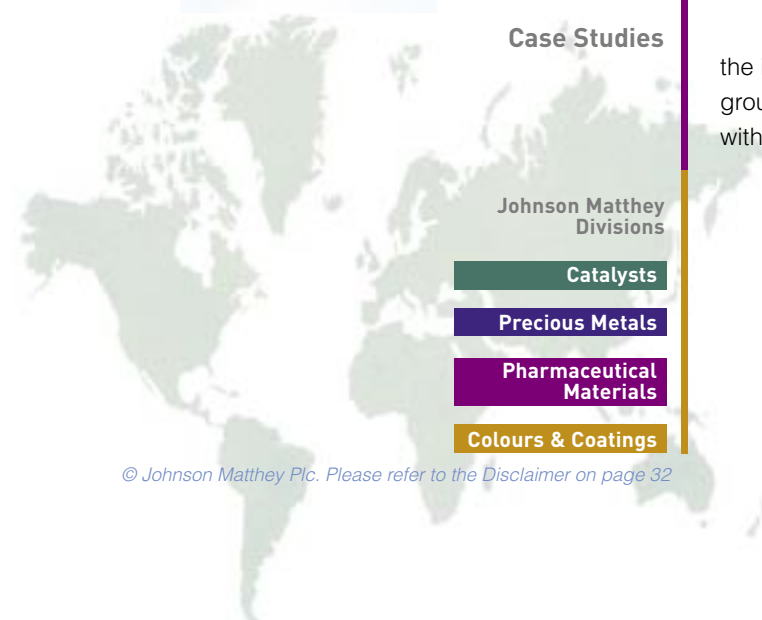 Case Studies
the
grou
with
Johnson Matthey
Divisions
Catalysts
Precious Metals
Pharmaceutical
Materials
Colours & Coatings
© Johnson Matthey Plc. Please refer to the Disclaimer on page 32